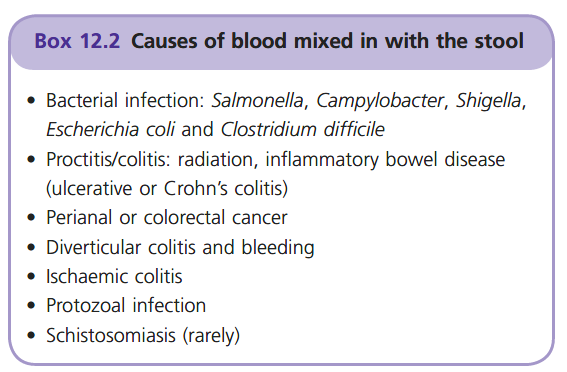 Box 12.2 Causes of blood mixed in with the stool
• Bacterial infection: Salmonella, Campylobacter, Shigella,
Escherichia coli and Clostridium difficile
• Proctitis/colitis: radiation, inflammatory bowel disease
(ulcerative or Crohn’s colitis)
• Perianal or colorectal cancer
• Diverticular colitis and bleeding
• Ischaemic colitis
• Protozoal infection
• Schistosomiasis (rarely)